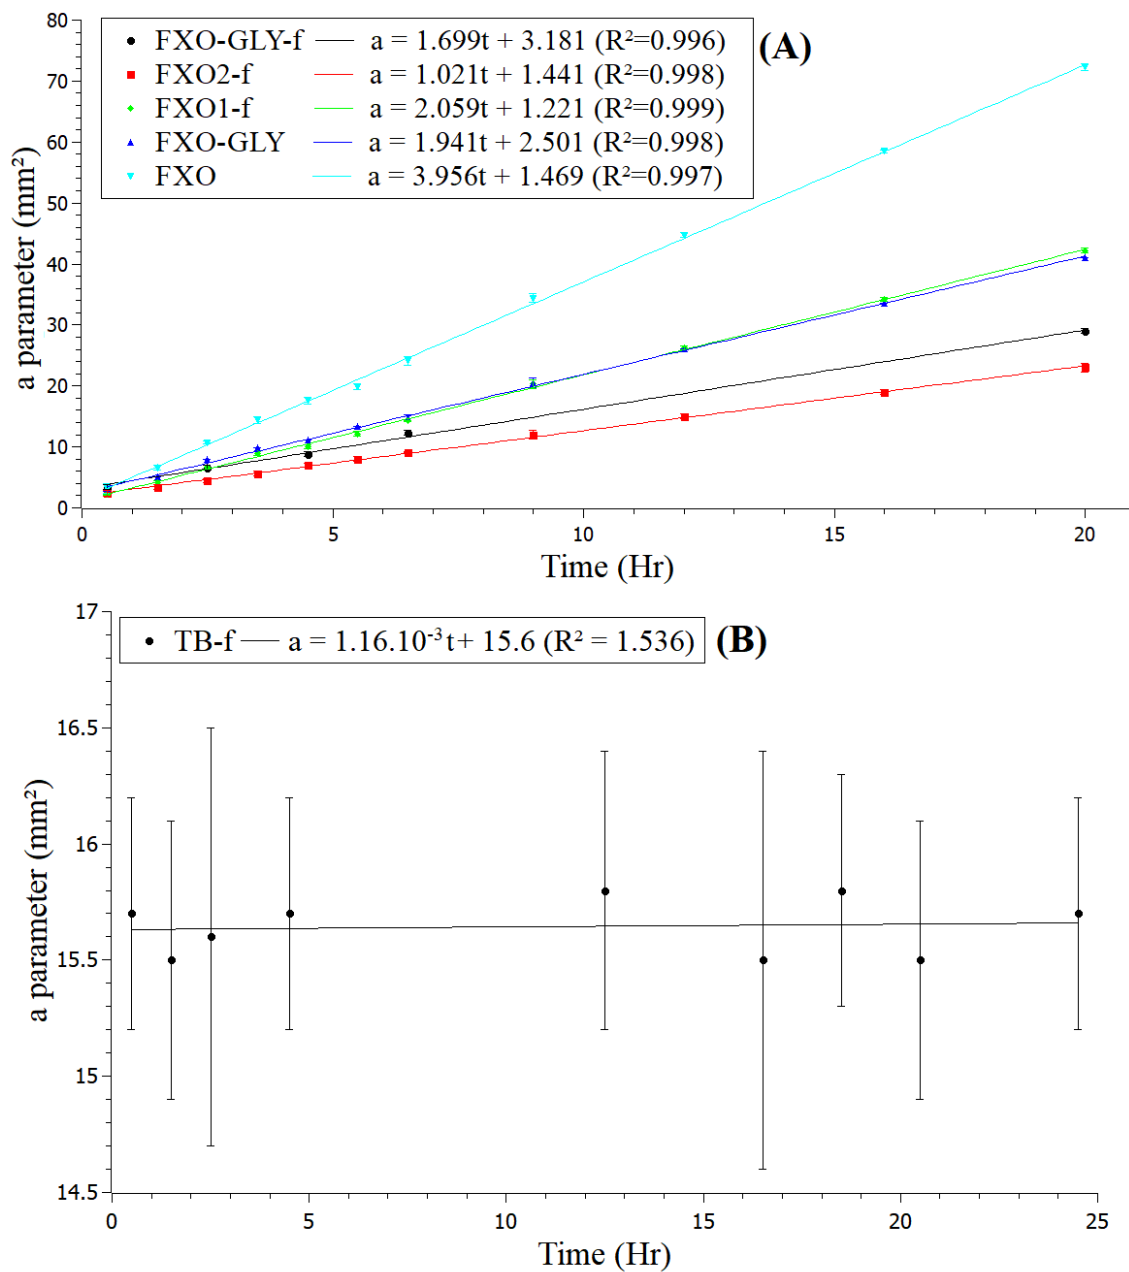 80
70
60
50
40
30
20
10
0
a parameter (mm²)
FXO-GLY-f a = 1.699t + 3.181 (R²=0.996)
FXO2-f a = 1.021t + 1.441 (R²=0.998)
FXO1-f a = 2.059t + 1.221 (R²=0.999)
FXO-GLY a = 1.941t + 2.501 (R²=0.998)
FXO a = 3.956t + 1.469 (R²=0.997)
(A)
0 5 10 15 20
Time (Hr)
17
16.5
16
15.5
15
14.5
a parameter (mm²)
TB-f a = 1.16.10⁻³t + 15.6 (R² = 1.536)
(B)
0 5 10 15 20 25
Time (Hr)